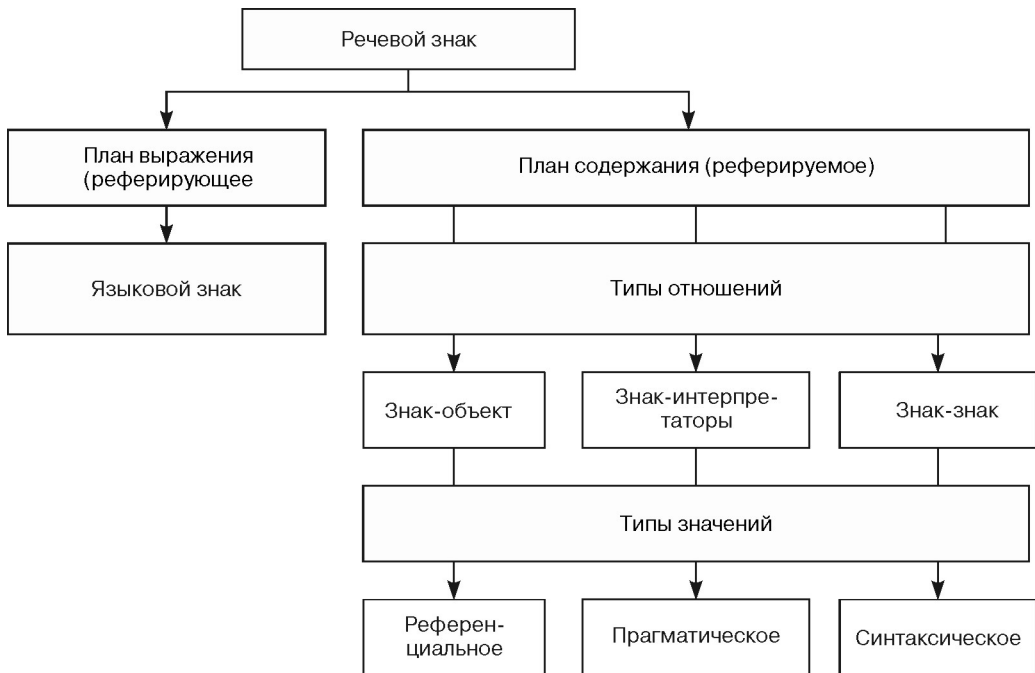 Речевой знак
План выражения
(реферирующее
План содержания (реферируемое)
Языковой знак
Типы отношений
Знак-объект
Знак-интерпре-
таторы
Знак-знак
Типы значений
Референ-
циальное
Прагматическое
Синтаксическое